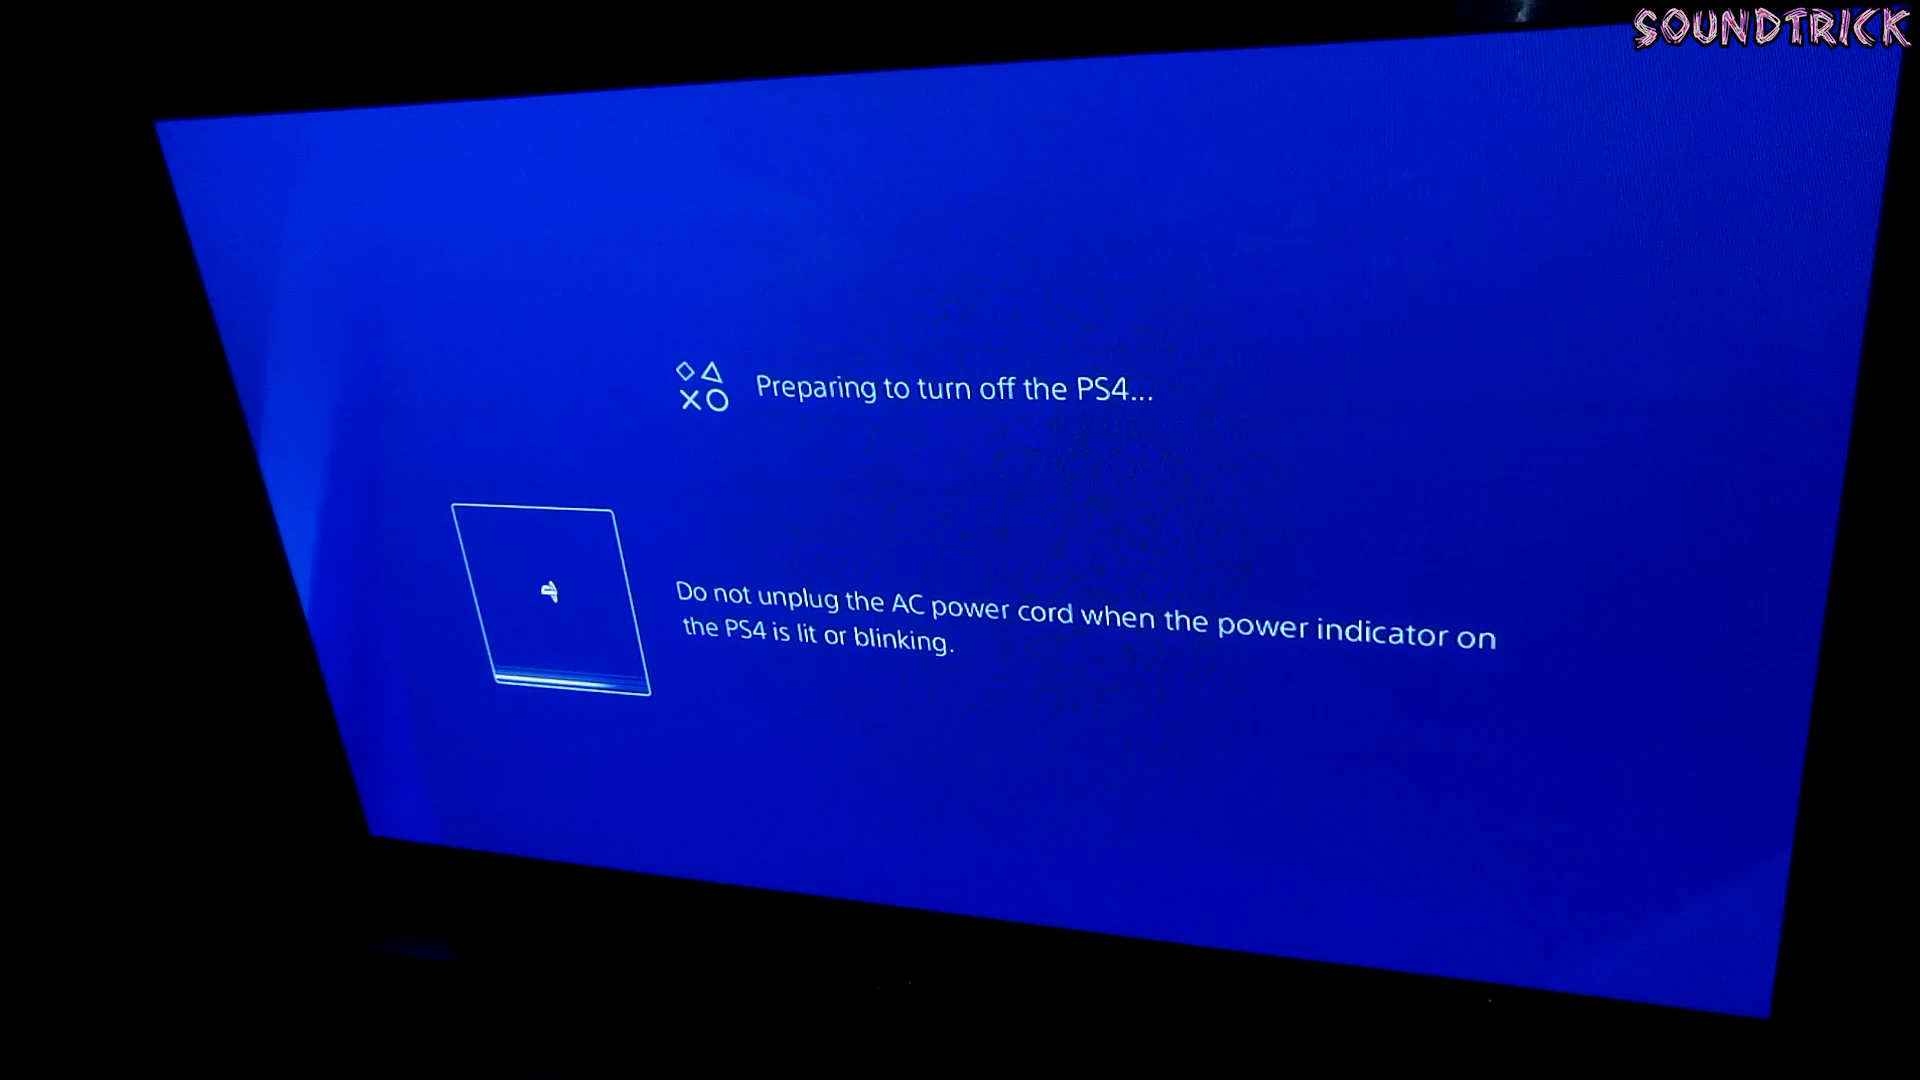 SOUNDTRICK
Preparing to turn off the PS4...
Do not unplug the AC power cord when the power indicator on
the PS4 is lit or blinking.